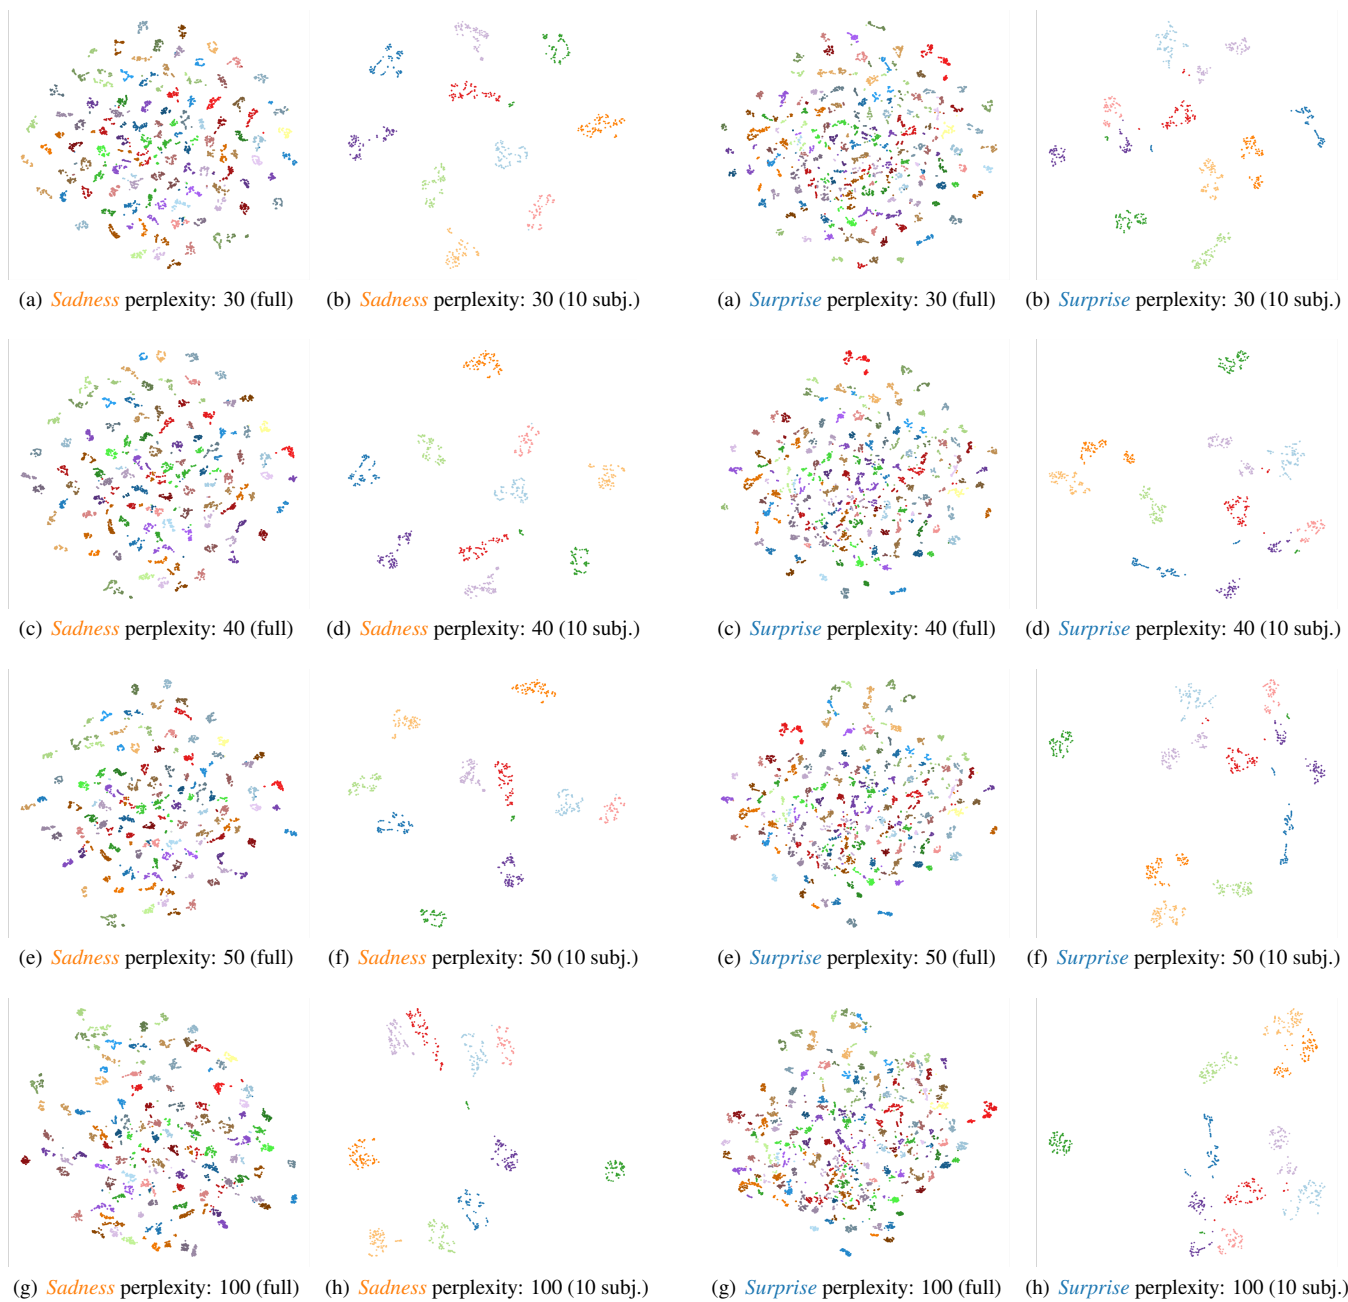 (a) Sadness perplexity: 30 (full)
(b) Sadness perplexity: 30 (10 subj.)
(a) Surprise perplexity: 30 (full)
(b) Surprise perplexity: 30 (10 subj.)
(c) Sadness perplexity: 40 (full)
(d) Sadness perplexity: 40 (10 subj.)
(c) Surprise perplexity: 40 (full)
(d) Surprise perplexity: 40 (10 subj.)
(e) Sadness perplexity: 50 (full)
(f) Sadness perplexity: 50 (10 subj.)
(e) Surprise perplexity: 50 (full)
(f) Surprise perplexity: 50 (10 subj.)
(g) Sadness perplexity: 100 (full)
(h) Sadness perplexity: 100 (10 subj.)
(g) Surprise perplexity: 100 (full)
(h) Surprise perplexity: 100 (10 subj.)